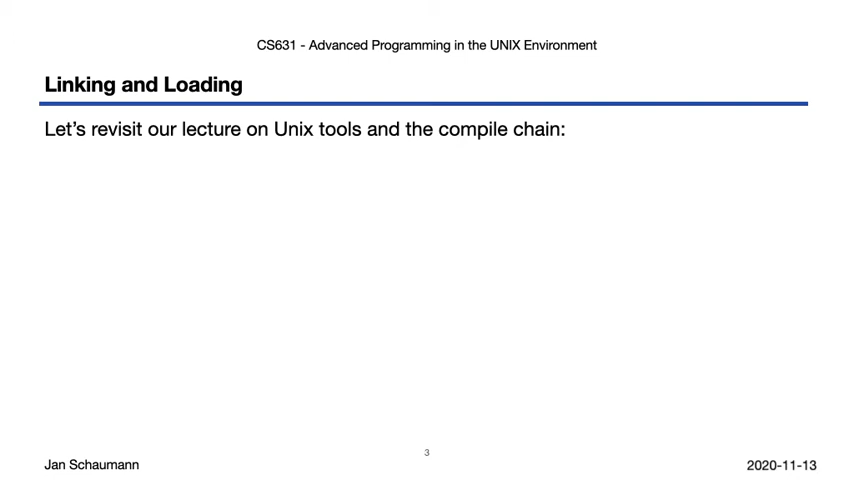 CS631 - Advanced Programming in the UNIX Environment
Linking and Loading
Let’s revisit our lecture on Unix tools and the compile chain:
3
Jan Schaumann
2020-11-13